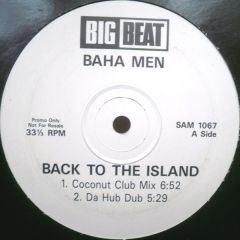 BIG BEAT
BAHA MEN
Promo Only
Not For Resale
33⅓ RPM
SAM 1067
A Side
BACK TO THE ISLAND
1. Coconut Club Mix 6:52
2. Da Hub Dub 5:29